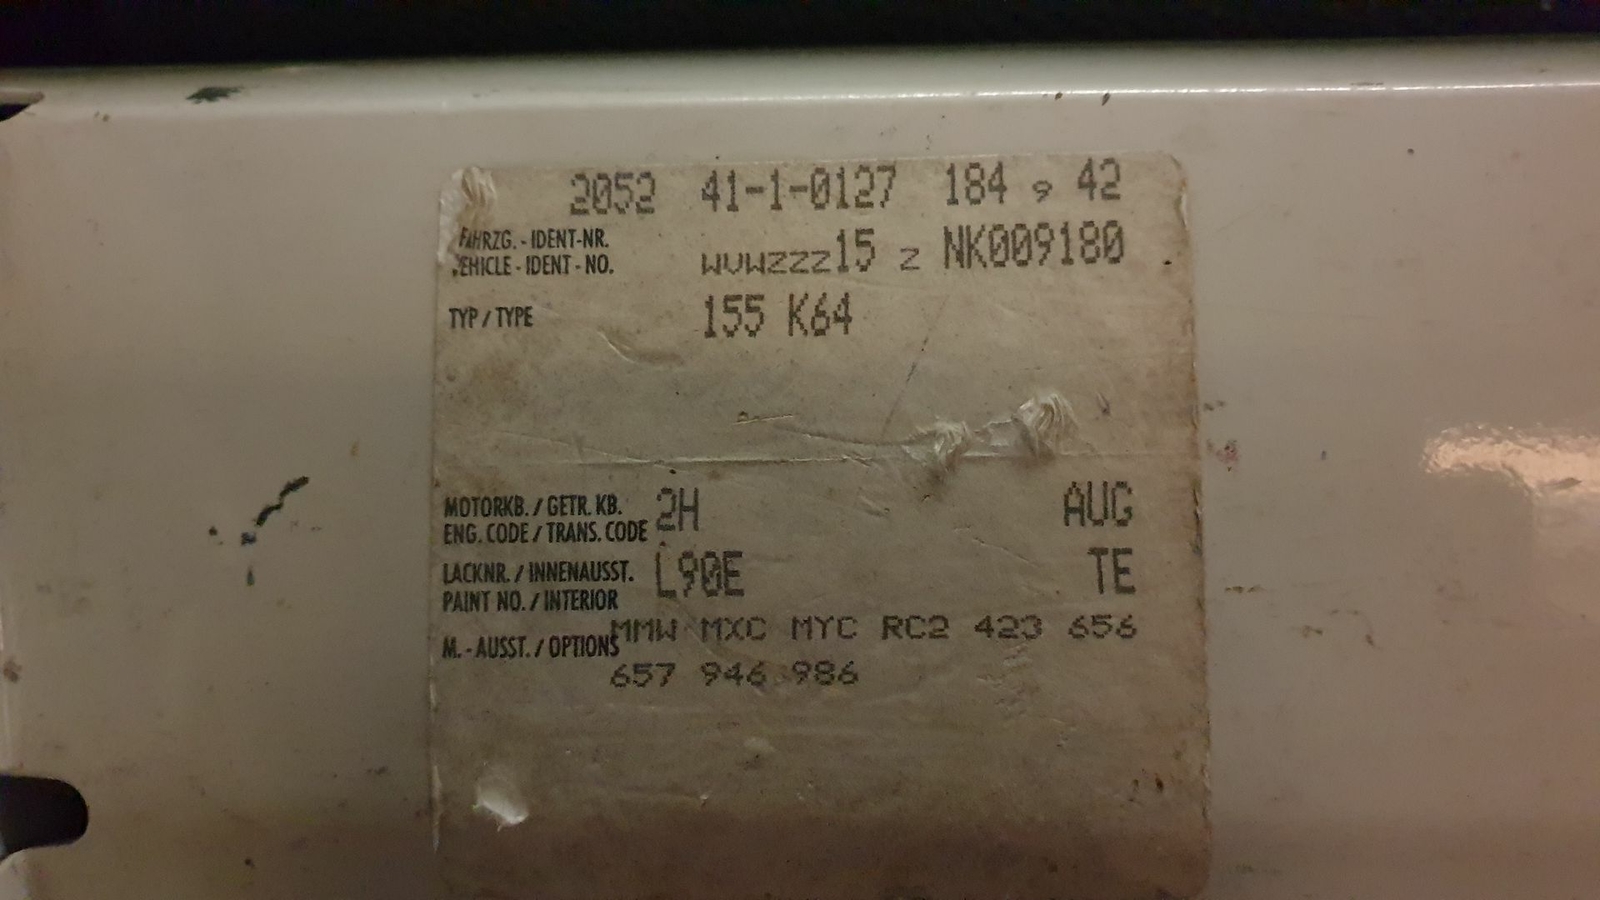 2052 41-1-0127 184 9 42
FAHRZG. - IDENT-NR.
VEHICLE - IDENT - NO. WVWZZZ15 Z NK009180
TYP / TYPE 155 K64
MOTORKB. / GETR. KB.
ENG. CODE / TRANS. CODE 2H AUG
LACKNR. / INNENAUSST.
PAINT NO. / INTERIOR L90E TE
M. - AUSST. / OPTIONS MMW MXC MYC RC2 423 656
657 946 986